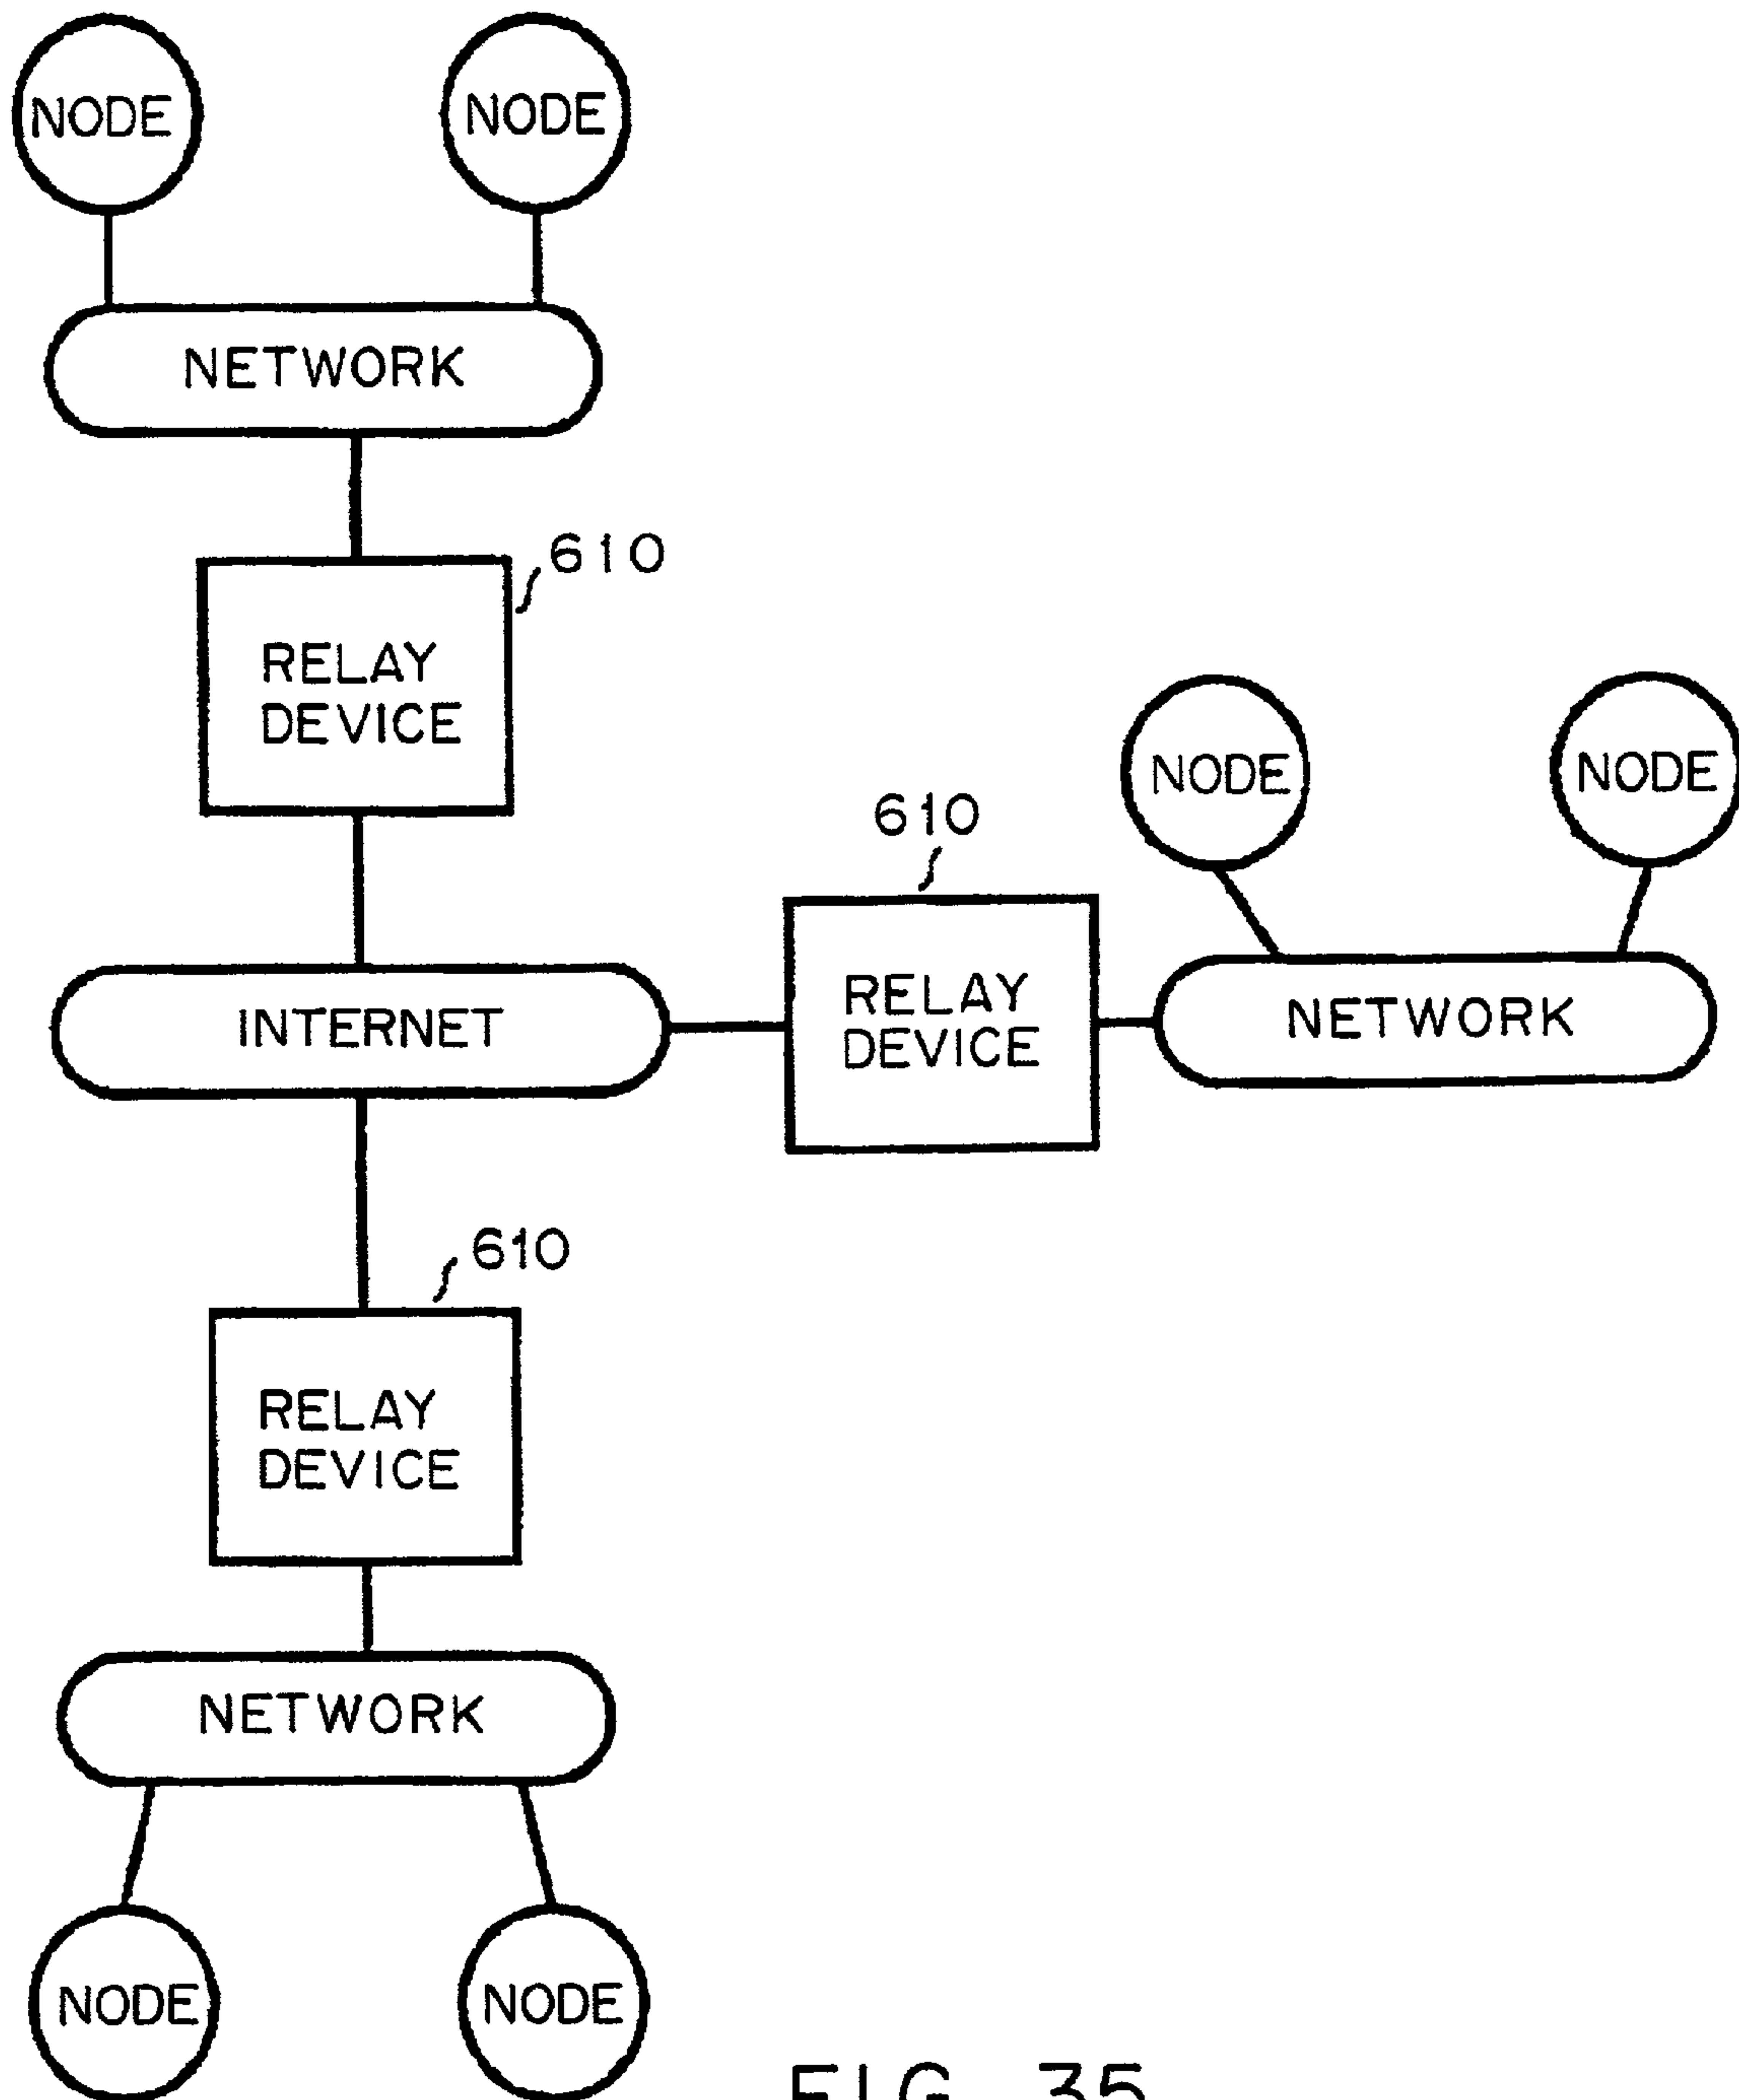 NODE NODE
NETWORK
610
RELAY
DEVICE
NODE NODE
610
RELAY
DEVICE
INTERNET
NETWORK
610
RELAY
DEVICE
NETWORK
NODE NODE
FIG. 35